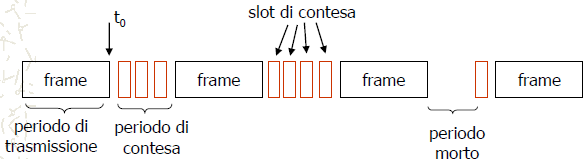 slot di contesa
t0
frame
frame
frame
frame
periodo di
trasmissione
periodo di
contesa
periodo
morto